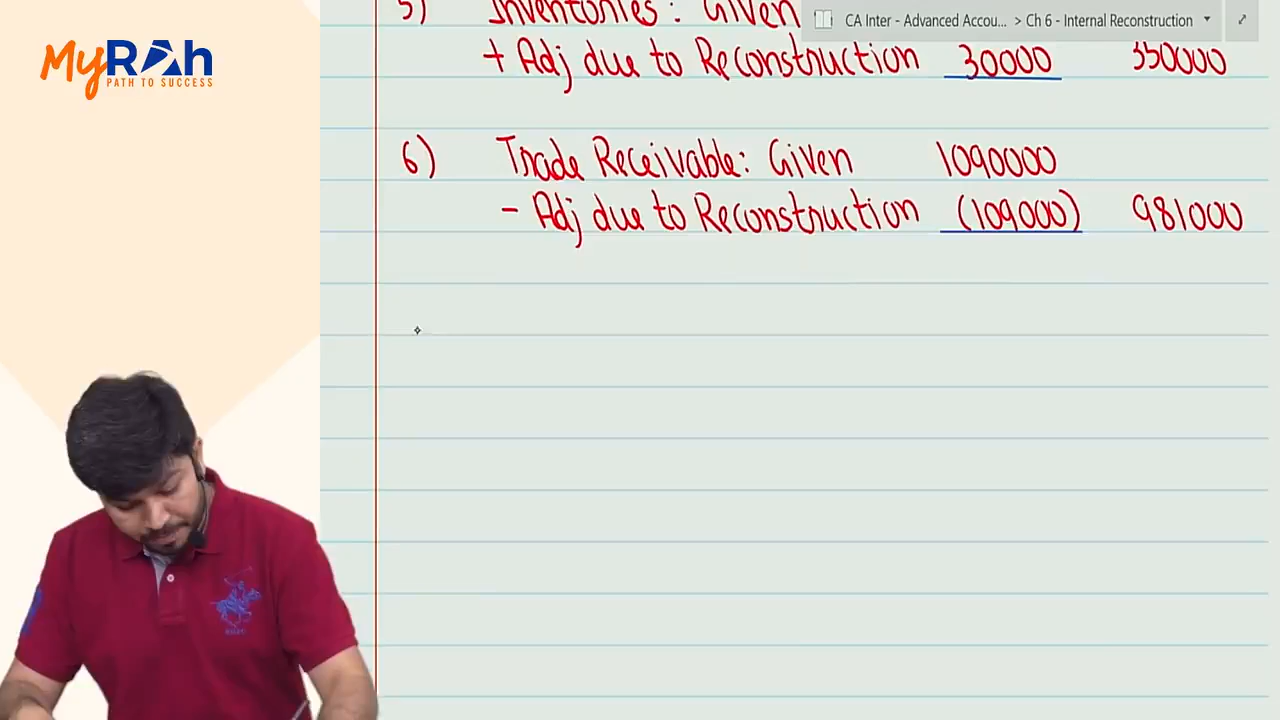 MyRAh
PATH TO SUCCESS
CA Inter - Advanced Accou... > Ch 6 - Internal Reconstruction
5) Inventories: Given
+ Adj due to Reconstruction 30000 350000
6) Trade Receivable: Given 1090000
- Adj due to Reconstruction (109000) 981000